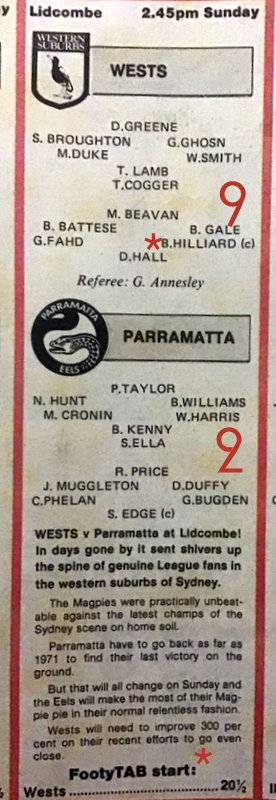 Lidcombe 2.45pm Sunday
WESTERN
SUBURBS
WESTS
D.GREENE
S. BROUGHTON G.GHOSN
M.DUKE W.SMITH
T. LAMB
T.COGGER
9
M. BEAVAN
B. BATTESE B. GALE
G.FAHD *B.HILLIARD (c)
D.HALL
Referee: G. Annesley
PARRAMATTA
EELS
PARRAMATTA
P.TAYLOR
N. HUNT B.WILLIAMS
M. CRONIN W.HARRIS
B. KENNY
S.ELLA
2
R. PRICE
J. MUGGLETON D.DUFFY
C.PHELAN G.BUGDEN
S. EDGE (c)
WESTS v Parramatta at Lidcombe!
In days gone by it sent shivers up
the spine of genuine League fans in
the western suburbs of Sydney.
The Magpies were practically unbeat-
able against the latest champs of the
Sydney scene on home soil.
Parramatta have to go back as far as
1971 to find their last victory on the
ground.
But that will all change on Sunday and
the Eels will make the most of their Mag-
pie pie in their normal relentless fashion.
Wests will need to improve 300 per
cent on their recent efforts to go even
close.
FootyTAB start: *
Wests ........................ 20½